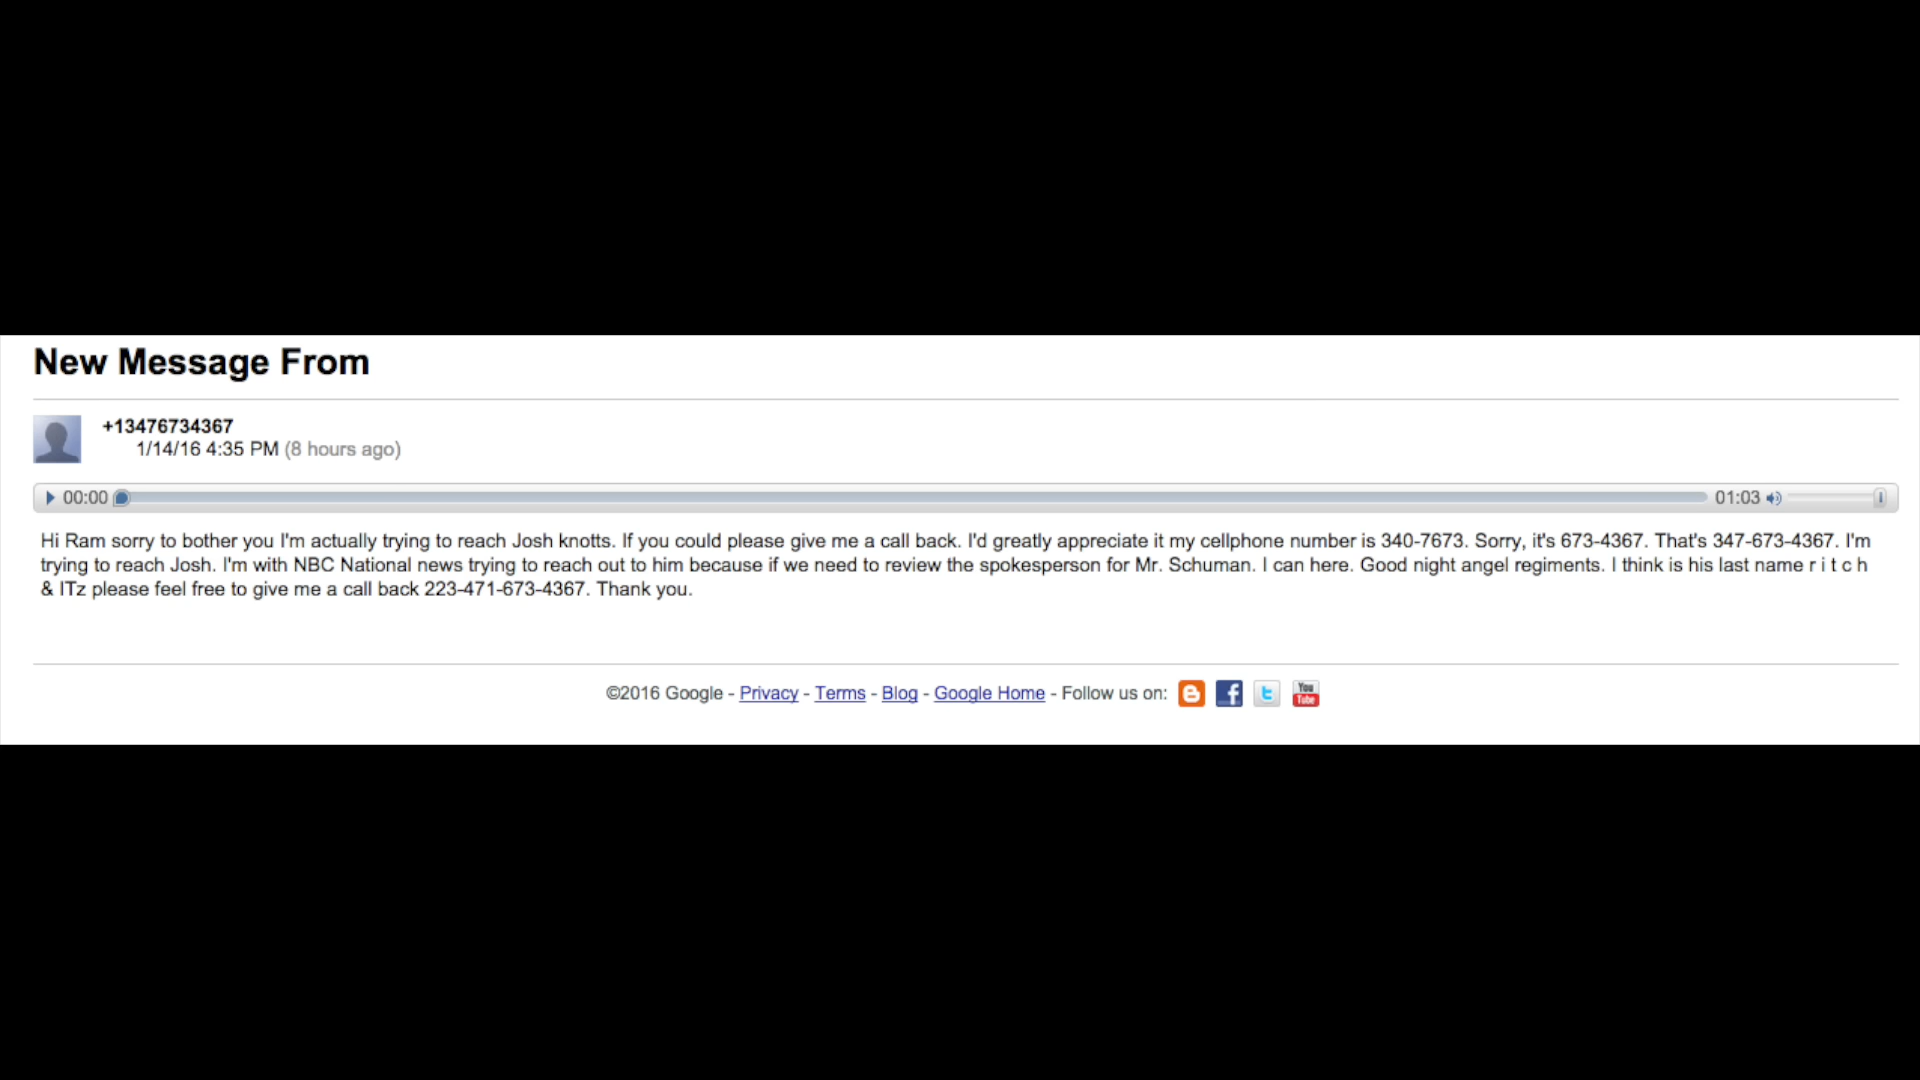 New Message From
+13476734367
1/14/16 4:35 PM (8 hours ago)
00:00 01:03
Hi Ram sorry to bother you I'm actually trying to reach Josh knotts. If you could please give me a call back. I'd greatly appreciate it my cellphone number is 340-7673. Sorry, it's 673-4367. That's 347-673-4367. I'm
trying to reach Josh. I'm with NBC National news trying to reach out to him because if we need to review the spokesperson for Mr. Schuman. I can here. Good night angel regiments. I think is his last name r i t c h
& ITz please feel free to give me a call back 223-471-673-4367. Thank you.
©2016 Google - Privacy - Terms - Blog - Google Home - Follow us on: You Tube